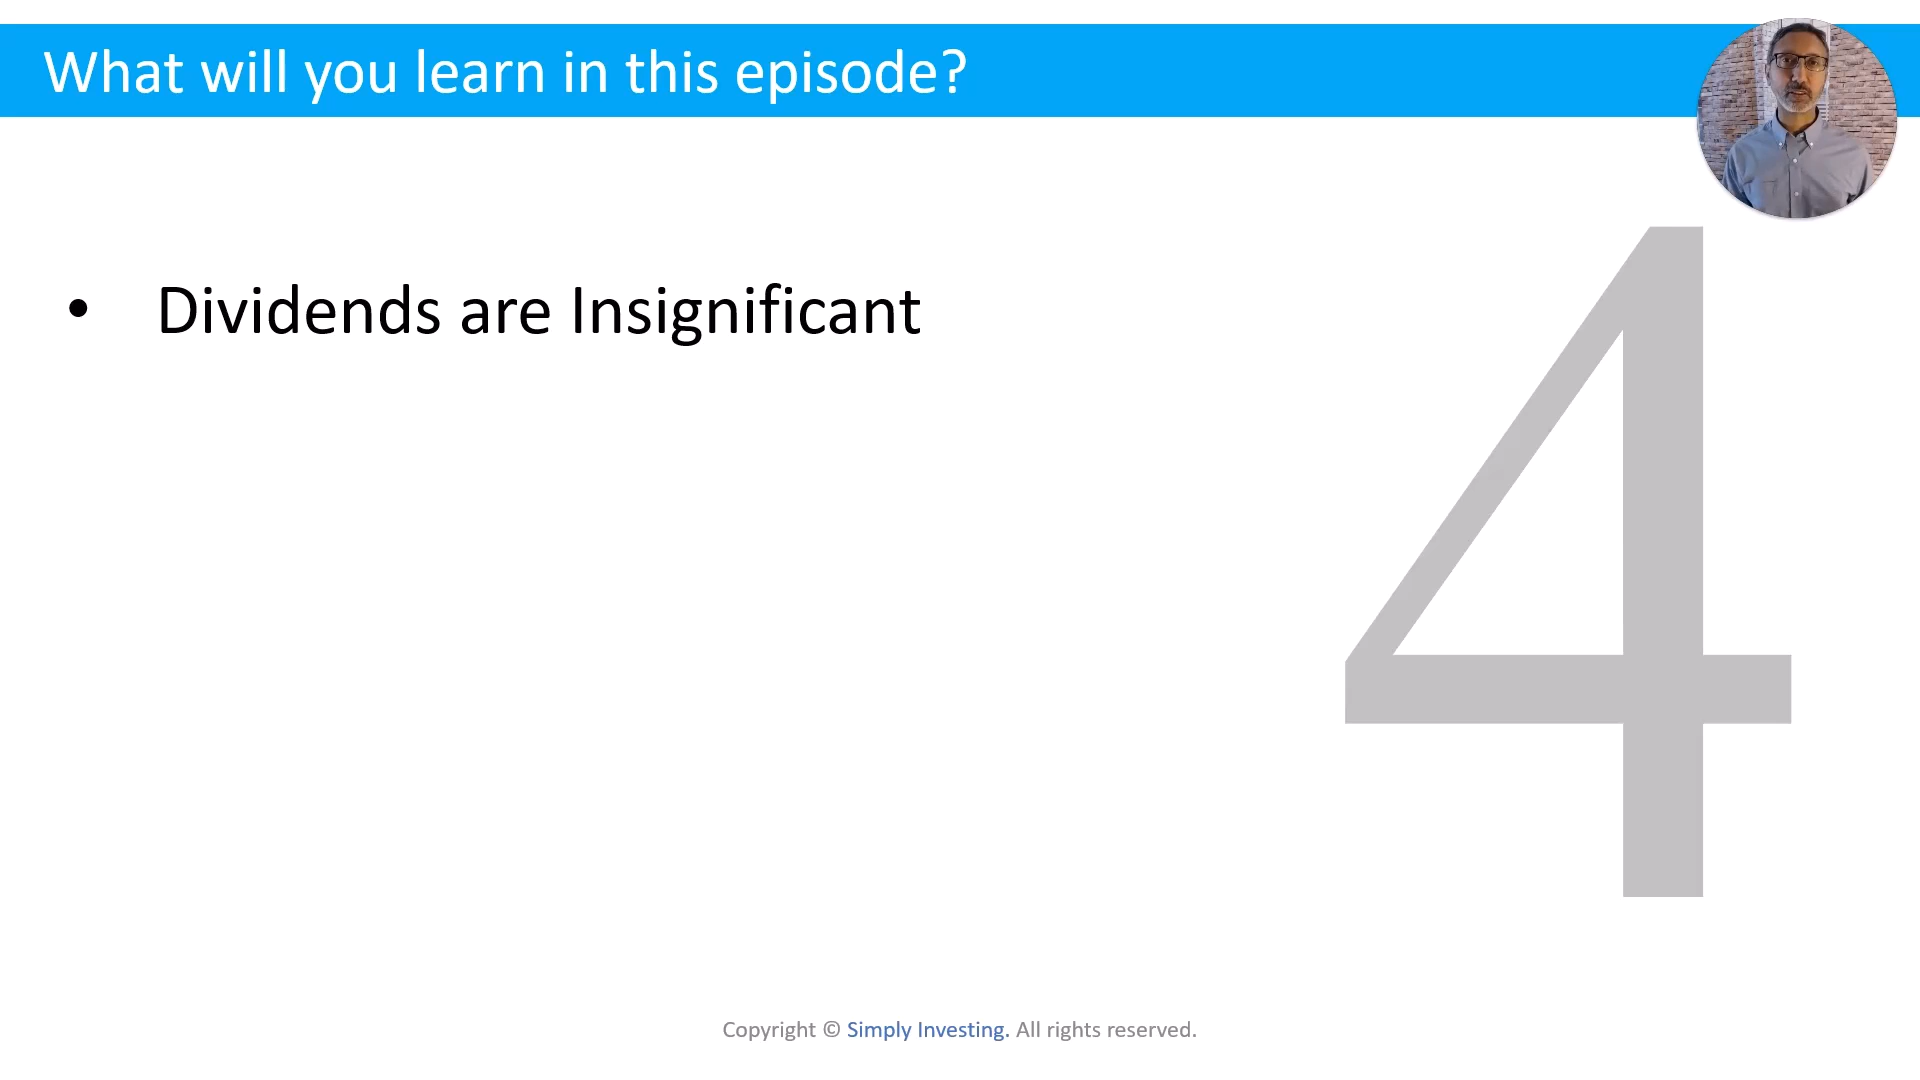 What will you learn in this episode?
• Dividends are Insignificant
4
Copyright © Simply Investing. All rights reserved.